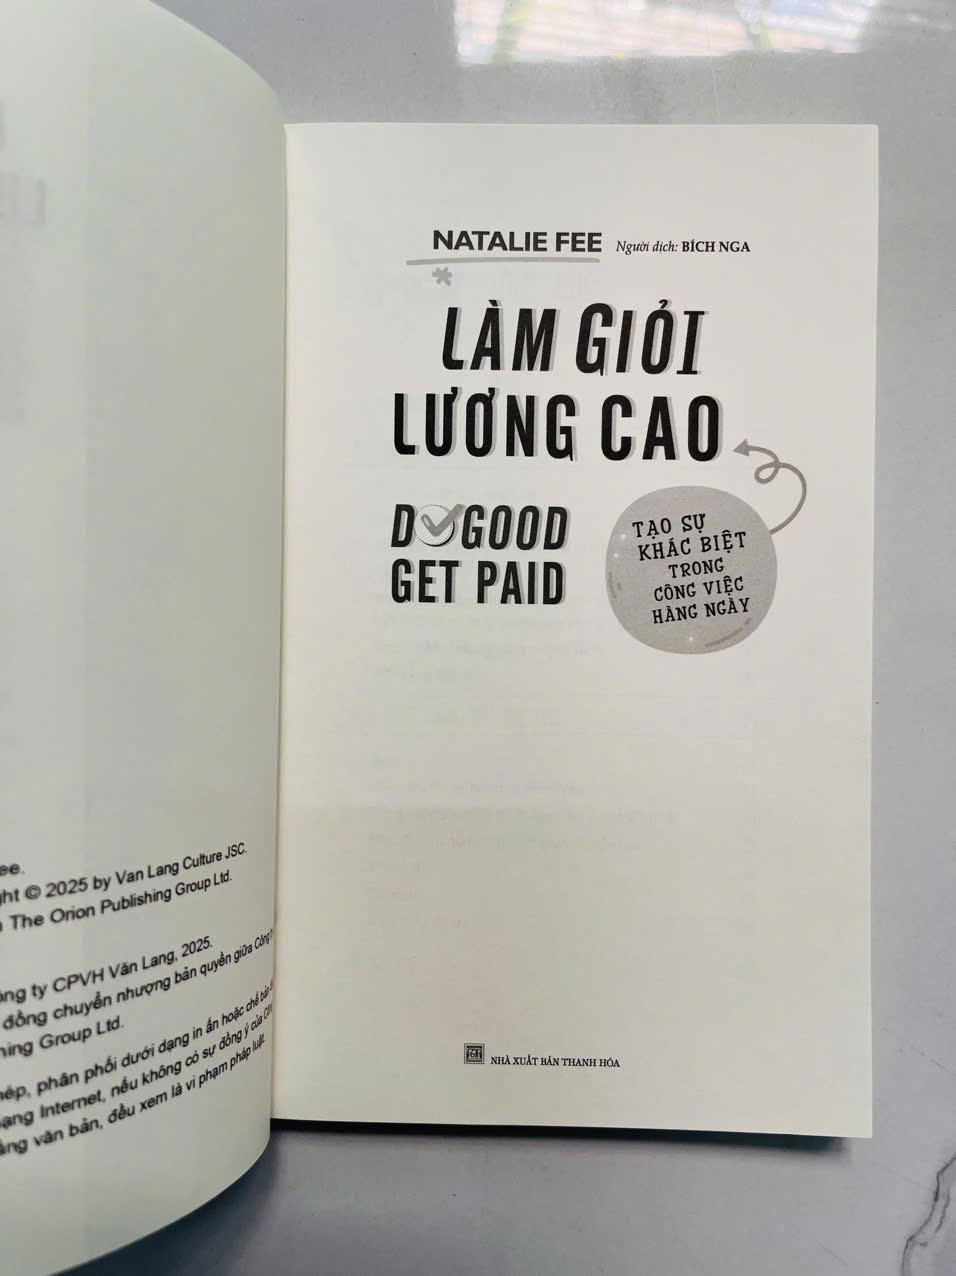 ee.
ght © 2025 by Van Lang Culture JSC.
The Orion Publishing Group Ltd.
ông ty CPVH Văn Lang, 2025.
đồng chuyển nhượng bản quyền giữa Công
hing Group Ltd.
hép, phân phối dưới dạng in ấn hoặc chế bản
ạng Internet, nếu không có sự đồng ý của
ằng văn bản, đều xem là vi phạm pháp luật.
NATALIE FEE Người dịch: BÍCH NGA
LÀM GIỎI
LƯƠNG CAO
DO GOOD
GET PAID
TẠO SỰ
KHÁC BIỆT
TRONG
CÔNG VIỆC
HÀNG NGÀY
NHÀ XUẤT BẢN THANH HÓA